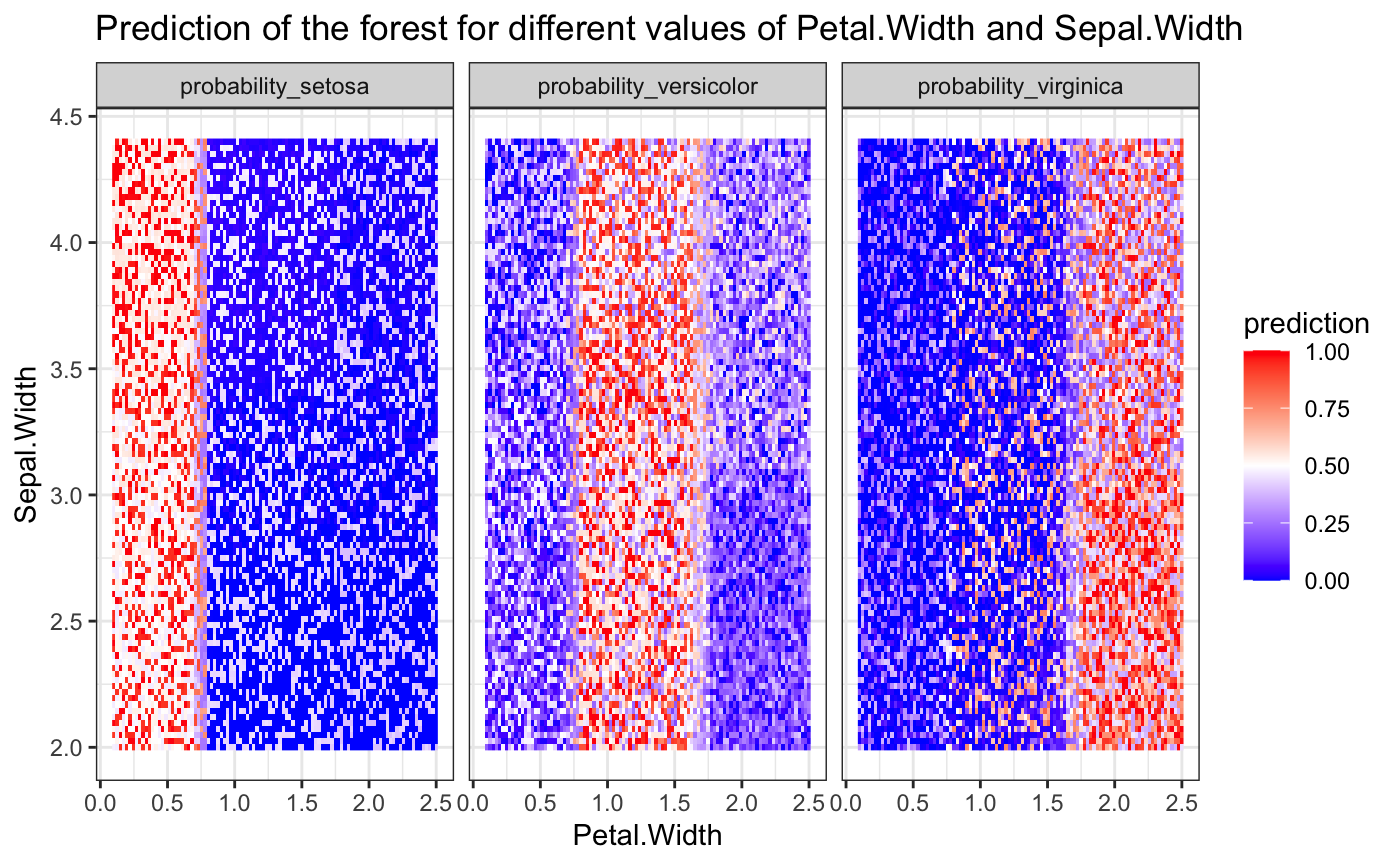 Prediction of the forest for different values of Petal.Width and Sepal.Width
probability_setosa
probability_versicolor
probability_virginica
4.5
4.0
3.5
3.0
2.5
2.0
Sepal.Width
0.0 0.5 1.0 1.5 2.0 2.5
0.0 0.5 1.0 1.5 2.0 2.5
0.0 0.5 1.0 1.5 2.0 2.5
Petal.Width
prediction
1.00
0.75
0.50
0.25
0.00